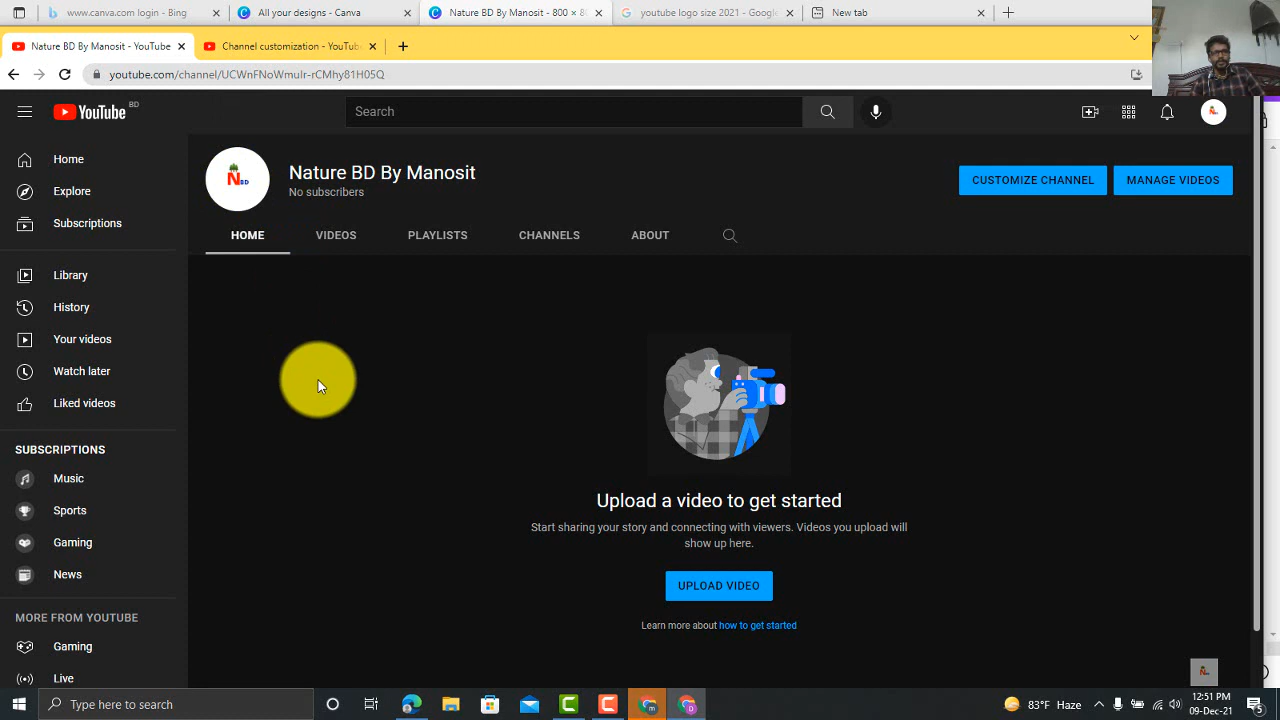 www.canva.com login - Bing
All your designs - Canva
Nature BD By Manosit - 800 × 80
youtube logo size 2021 - Google
New tab
Nature BD By Manosit - YouTube
Channel customization - YouTube
youtube.com/channel/UCWnFNoWmuIr-rCMhy81H05Q
YouTube BD
Search
Home
Explore
Subscriptions
Library
History
Your videos
Watch later
Liked videos
SUBSCRIPTIONS
Music
Sports
Gaming
News
MORE FROM YOUTUBE
Gaming
Live
N BD
Nature BD By Manosit
No subscribers
CUSTOMIZE CHANNEL
MANAGE VIDEOS
HOME
VIDEOS
PLAYLISTS
CHANNELS
ABOUT
Upload a video to get started
Start sharing your story and connecting with viewers. Videos you upload will
show up here.
UPLOAD VIDEO
Learn more about how to get started
Type here to search
83°F Haze
12:51 PM
09-Dec-21